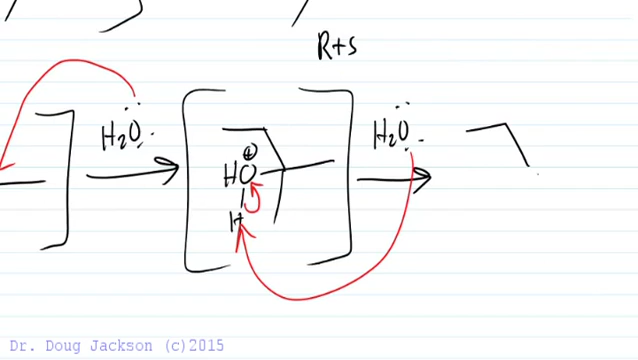 R+S
H₂O
H₂O
⊕
HO
H
Dr. Doug Jackson (c)2015